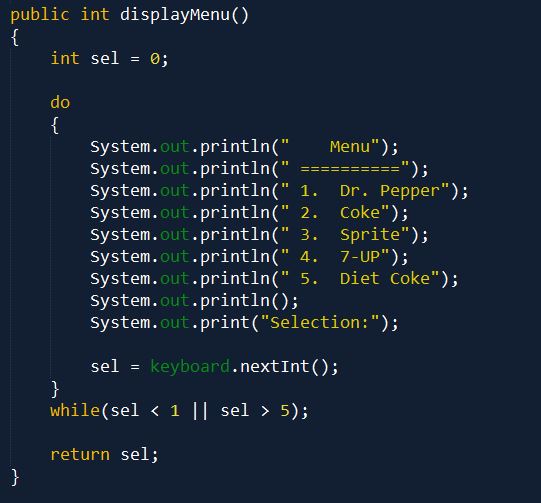 public int displayMenu()
{
    int sel = 0;

    do
    {
        System.out.println("    Menu");
        System.out.println(" ==========");
        System.out.println(" 1.  Dr. Pepper");
        System.out.println(" 2.  Coke");
        System.out.println(" 3.  Sprite");
        System.out.println(" 4.  7-UP");
        System.out.println(" 5.  Diet Coke");
        System.out.println();
        System.out.print("Selection:");

        sel = keyboard.nextInt();
    }
    while(sel < 1 || sel > 5);

    return sel;
}